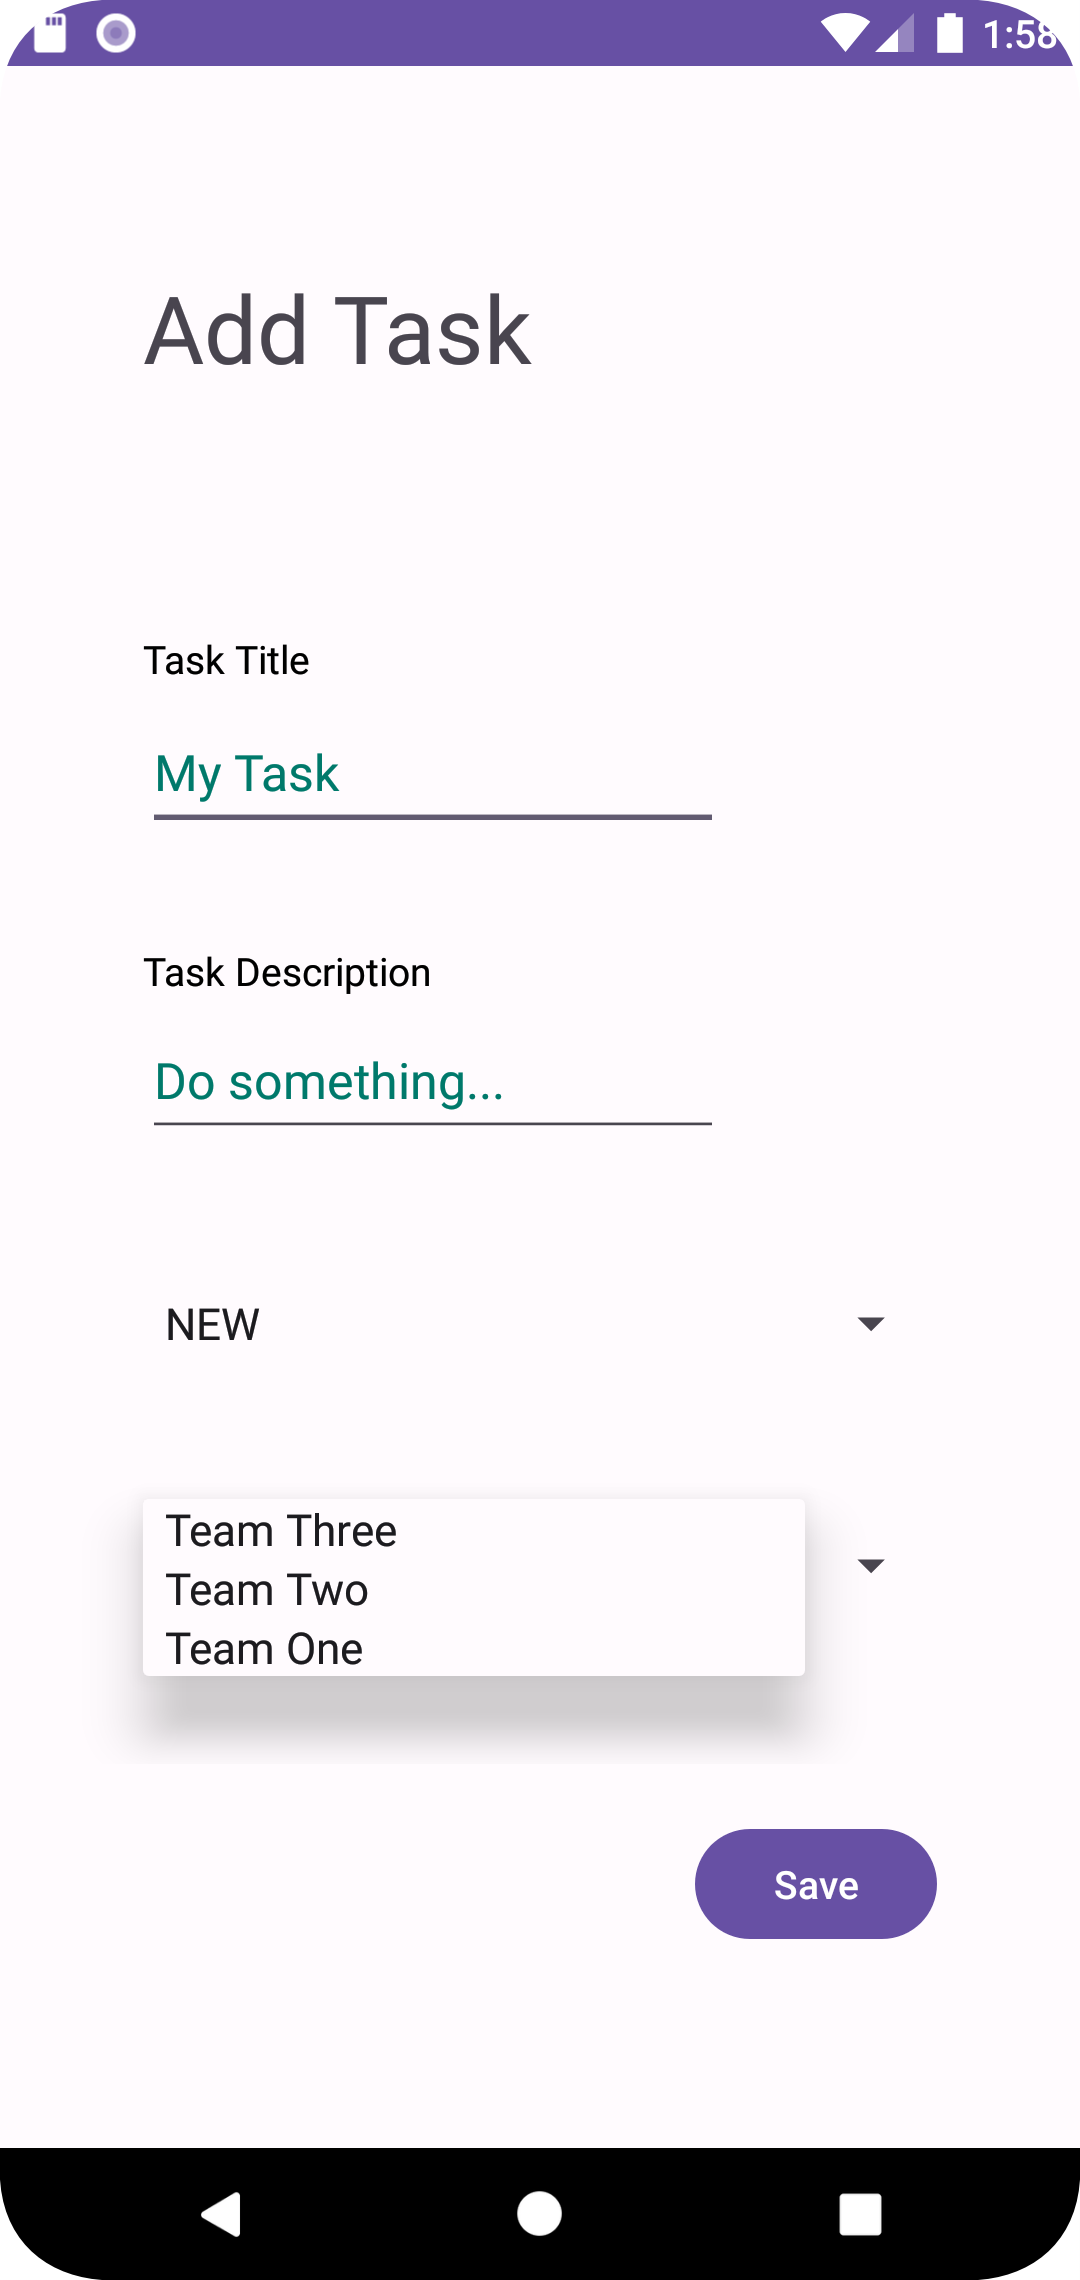 1:58
Add Task
Task Title
My Task
Task Description
Do something...
NEW
Team Three
Team Two
Team One
Save